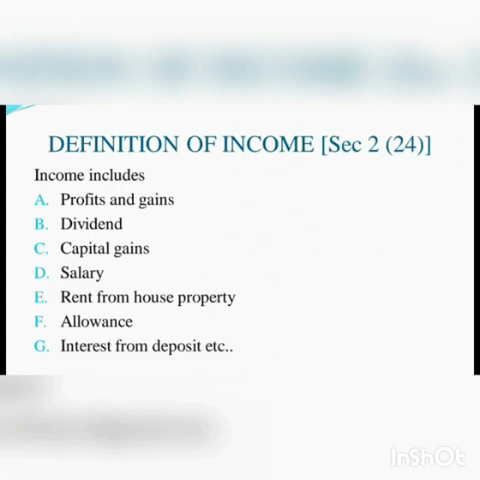 DEFINITION OF INCOME [Sec 2 (24)]
Income includes
A. Profits and gains
B. Dividend
C. Capital gains
D. Salary
E. Rent from house property
F. Allowance
G. Interest from deposit etc..
InShOt